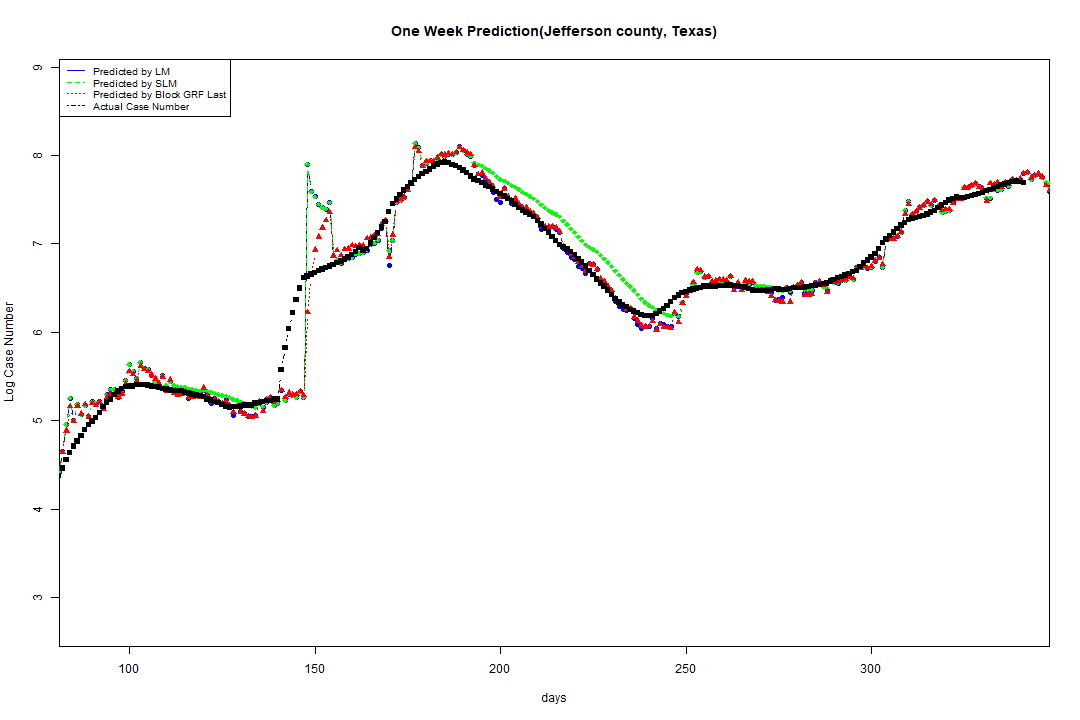 One Week Prediction(Jefferson county, Texas)
Predicted by LM
Predicted by SLM
Predicted by Block GRF Last
Actual Case Number
9
8
7
6
5
4
3
Log Case Number
100 150 200 250 300
days